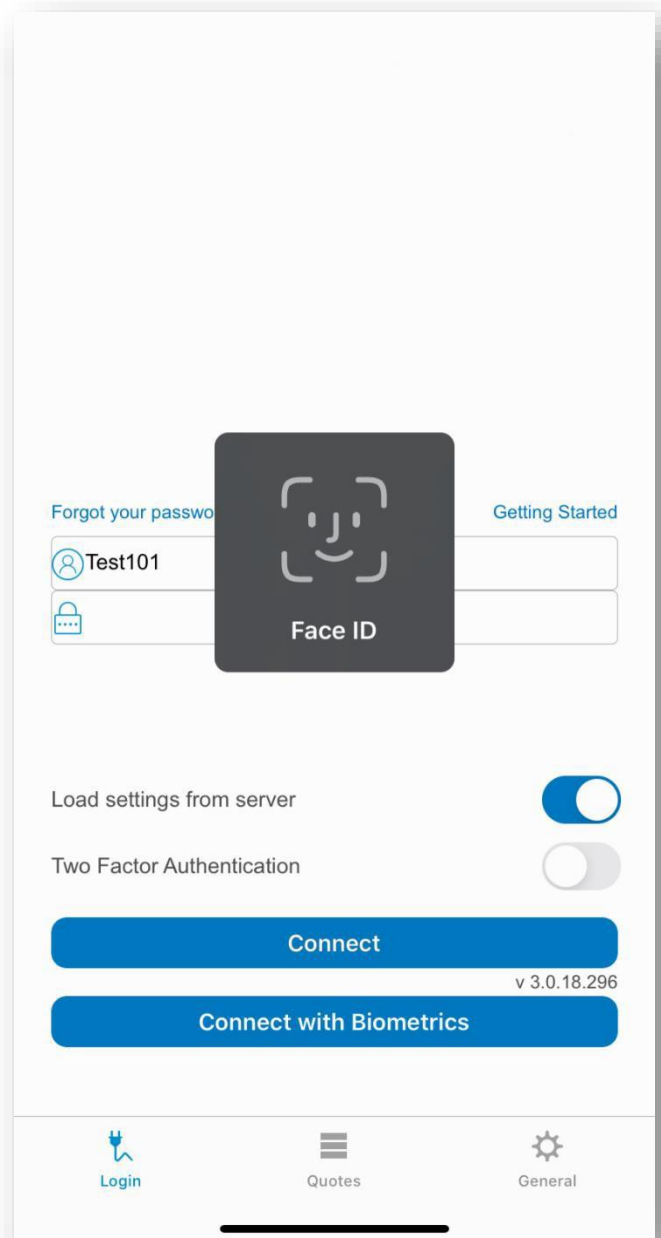 Forgot your passwo
Getting Started
Test101
Face ID
Load settings from server
Two Factor Authentication
Connect
v 3.0.18.296
Connect with Biometrics
Login
Quotes
General